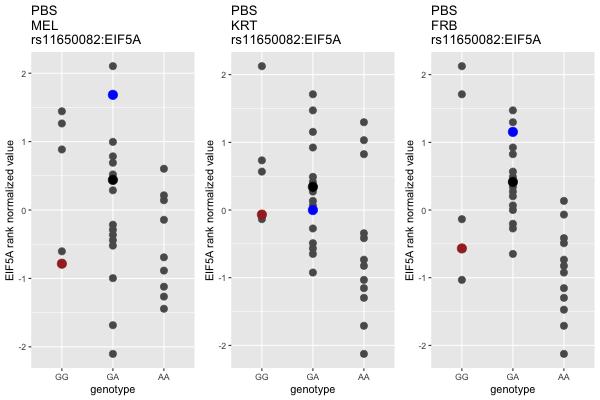 PBS
MEL
rs11650082:EIF5A
EIF5A rank normalized value
2
1
0
-1
-2
GG
GA
AA
genotype
PBS
KRT
rs11650082:EIF5A
EIF5A rank normalized value
2
1
0
-1
-2
GG
GA
AA
genotype
PBS
FRB
rs11650082:EIF5A
EIF5A rank normalized value
2
1
0
-1
-2
GG
GA
AA
genotype